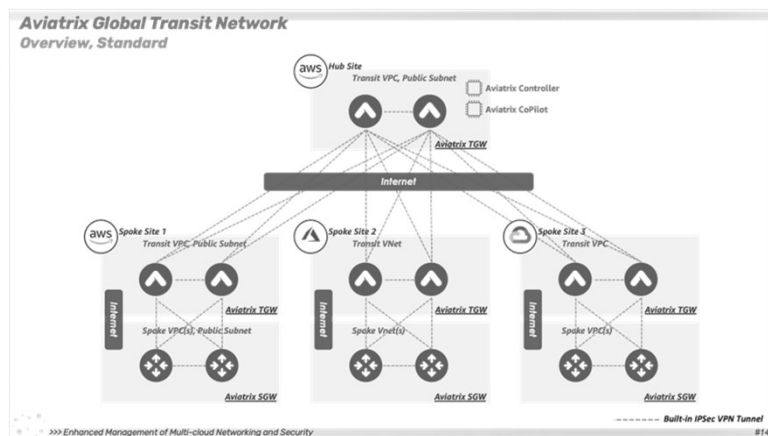 Aviatrix Global Transit Network
Overview, Standard
aws
Hub Site
Transit VPC, Public Subnet
Aviatrix Controller
Aviatrix CoPilot
Aviatrix TGW
Internet
aws
Spoke Site 1
Transit VPC, Public Subnet
Aviatrix TGW
Internet
Spoke VPC(s), Public Subnet
Aviatrix SGW
Spoke Site 2
Transit VNet
Aviatrix TGW
Internet
Spoke Vnet(s)
Aviatrix SGW
Spoke Site 3
Transit VPC
Aviatrix TGW
Internet
Spoke VPC(s)
Aviatrix SGW
Built-in IPSec VPN Tunnel
>>> Enhanced Management of Multi-cloud Networking and Security
#14